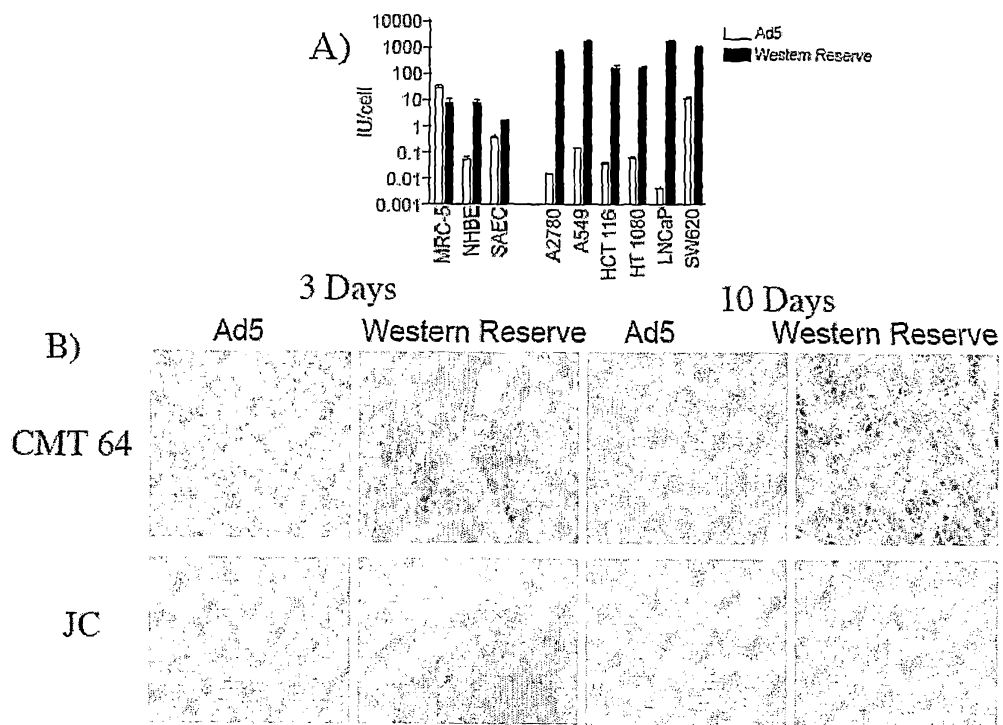 A)
10000
1000
100
10
1
0.1
0.01
0.001
IU/cell
Ad5
Western Reserve
MRC-5
NHBE
SAEC
A2780
A549
HCT 116
HT 1080
LNCaP
SW620
3 Days
10 Days
B)
Ad5
Western Reserve
Ad5
Western Reserve
CMT 64
JC